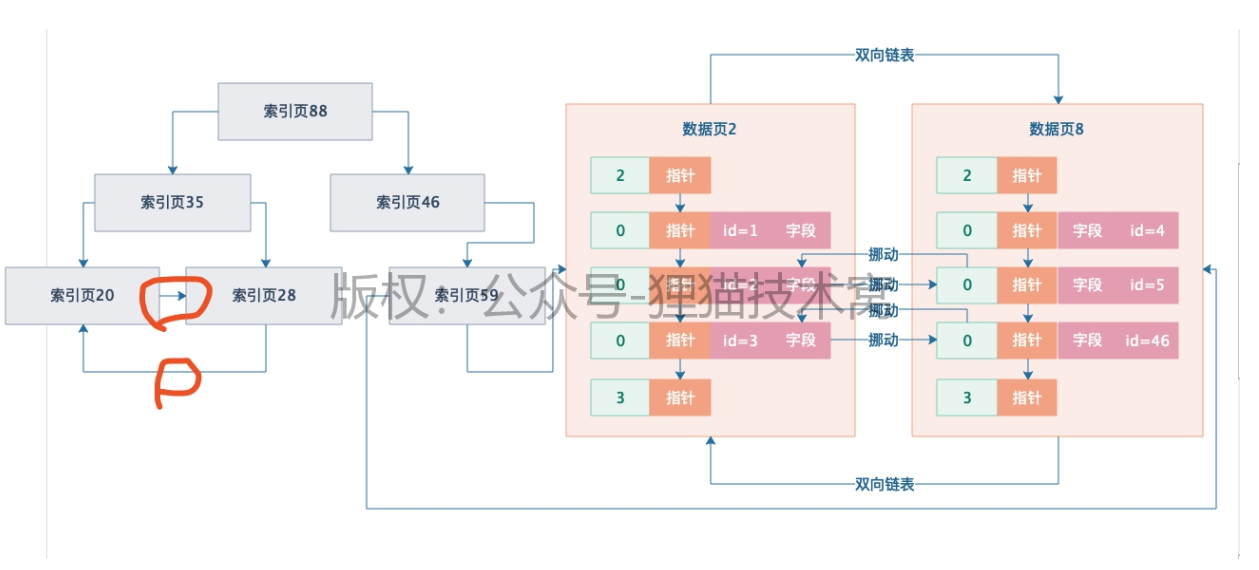 双向链表
索引页88
数据页2
数据页8
2 指针
2 指针
索引页35
索引页46
0 指针 id=1 字段
0 指针 字段 id=4
挪动
索引页20
索引页28
索引页59
0 指针 id=2 字段
挪动
0 指针 字段 id=5
版权：公众号-狸猫技术窝
挪动
0 指针 id=3 字段
挪动
0 指针 字段 id=46
3 指针
3 指针
双向链表